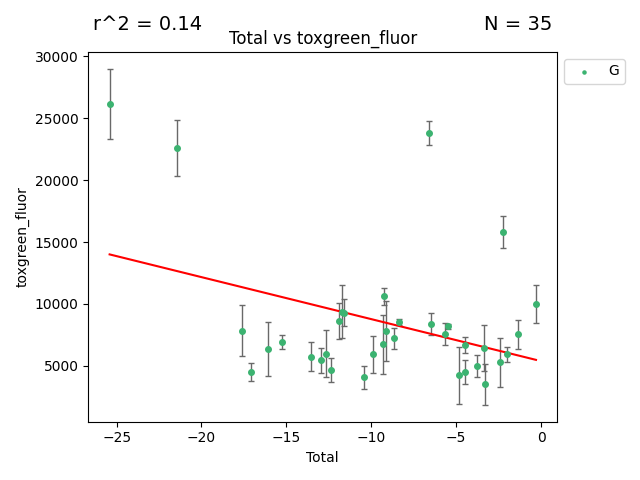 r^2 = 0.14
N = 35
Total vs toxgreen_fluor
G
30000
25000
20000
15000
10000
5000
toxgreen_fluor
−25
−20
−15
−10
−5
0
Total